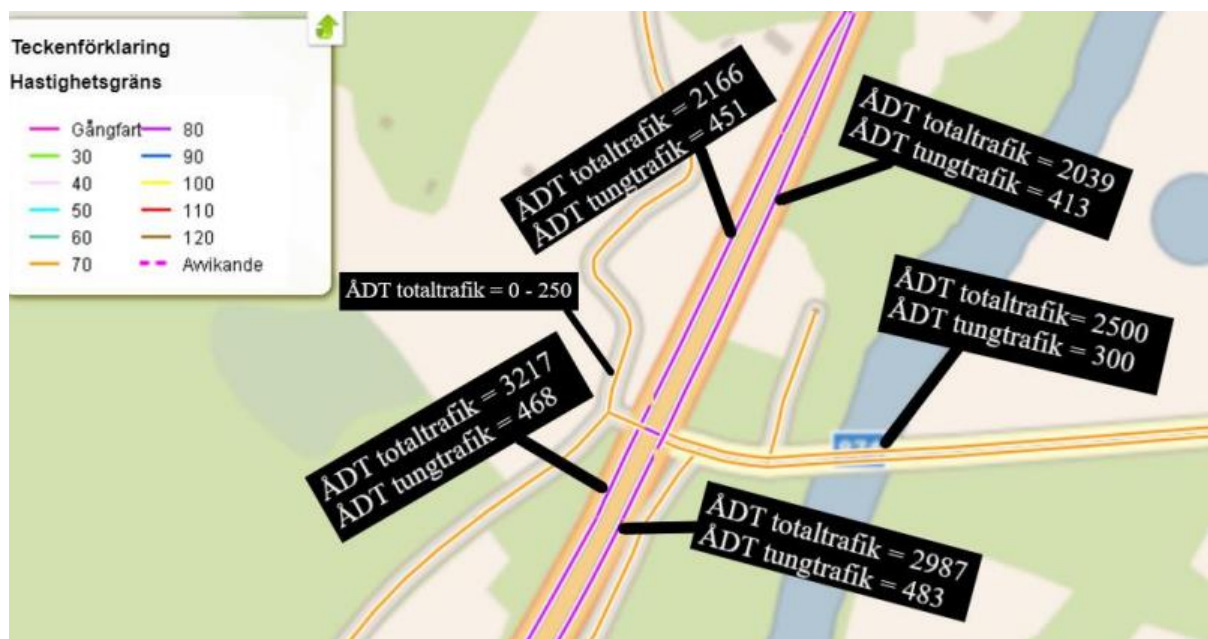 Teckenförklaring
Hastighetsgräns
Gångfart
30
40
50
60
70
80
90
100
110
120
Avvikande
ÅDT totaltrafik = 2166
ÅDT tungtrafik = 451
ÅDT totaltrafik = 2039
ÅDT tungtrafik = 413
ÅDT totaltrafik = 0 - 250
ÅDT totaltrafik= 2500
ÅDT tungtrafik = 300
ÅDT totaltrafik = 3217
ÅDT tungtrafik = 468
ÅDT totaltrafik = 2987
ÅDT tungtrafik = 483